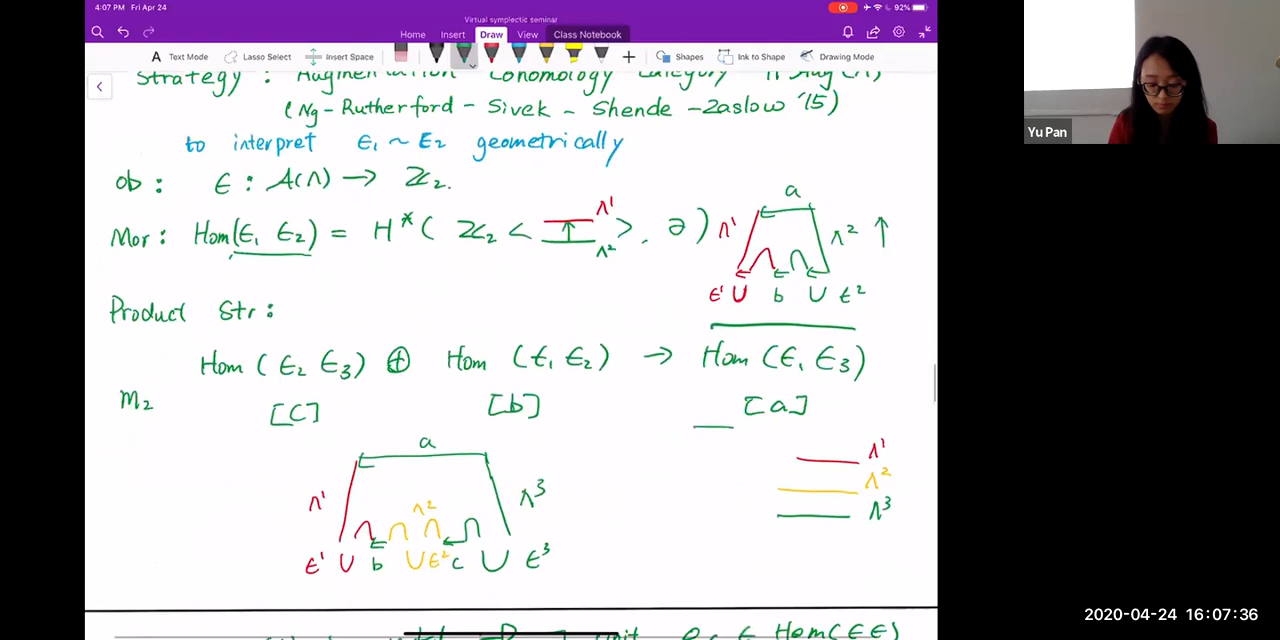 4:07 PM Fri Apr 24
92%
Virtual symplectic seminar
Home Insert Draw View Class Notebook
A Text Mode Lasso Select Insert Space Shapes Ink to Shape Drawing Mode
Strategy : Augmentation Cohomology Category
(Ng - Rutherford - Sivek - Shende - Zaslow '15)
to interpret ϵ₁ ~ ϵ₂ geometrically
Ob : ϵ : A(Λ) → ℤ₂.
Mor : Hom(ϵ₁ ϵ₂) = H*( ℤ₂ < ↑ Λ¹ Λ² >, ∂ )
a
Λ¹ Λ² ↑
ϵ¹ b ϵ²
Product Str :
Hom (ϵ₂ ϵ₃) ⊕ Hom (ϵ₁ ϵ₂) → Hom (ϵ₁ ϵ₃)
M₂ [c] [b] [a]
a
Λ¹ Λ² Λ³
ϵ¹ b ϵ² c ϵ³
Λ¹
Λ²
Λ³
unit ∈ Hom(ϵ ϵ)
Yu Pan
2020-04-24 16:07:36